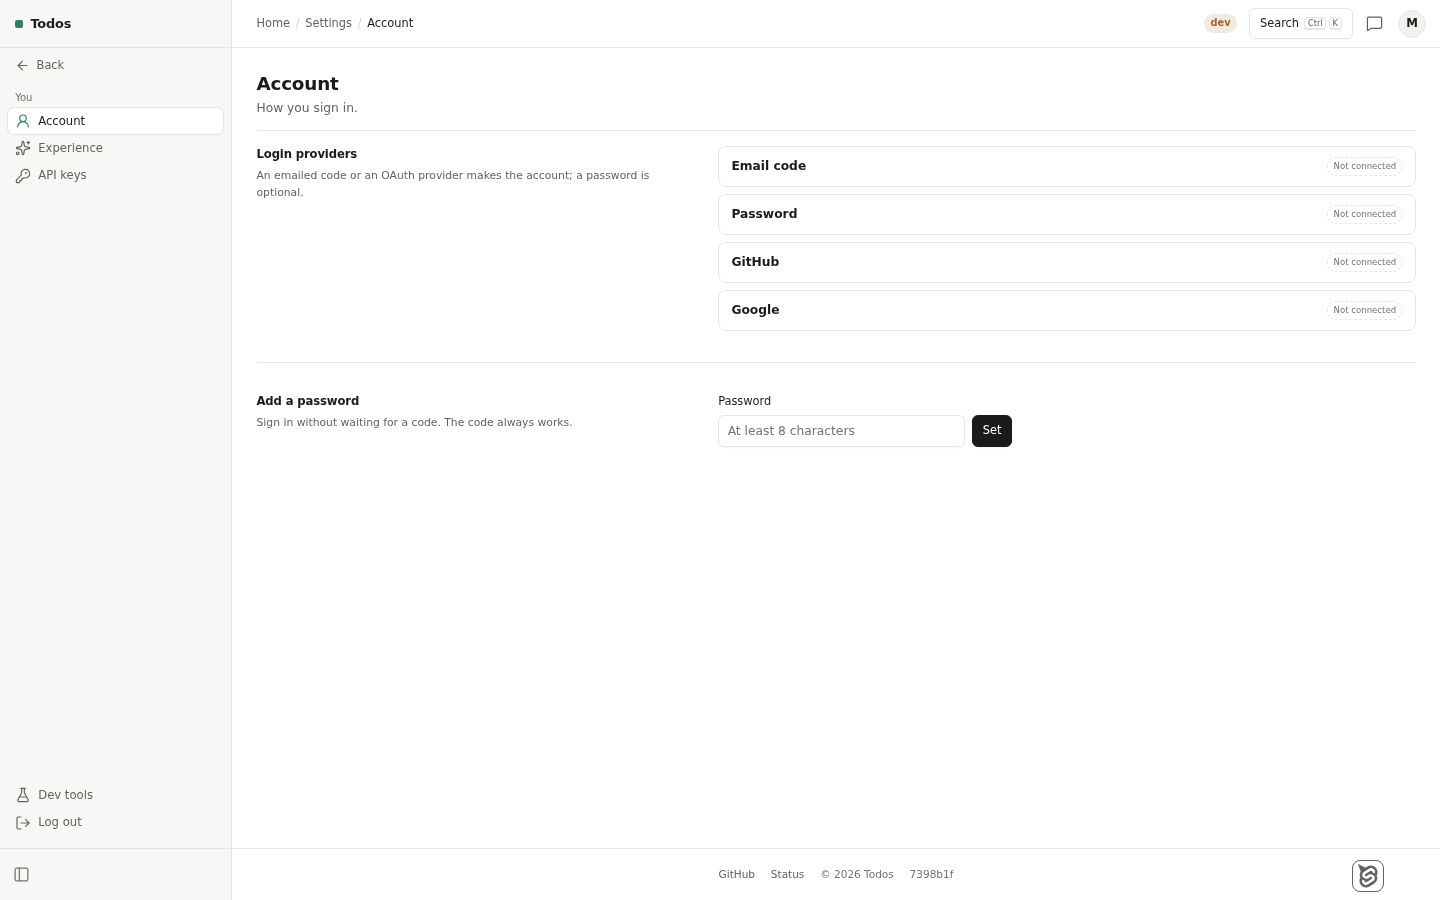 Todos
Home / Settings / Account
dev
Search Ctrl K
M
Back
You
Account
Experience
API keys
Account
How you sign in.
Login providers
An emailed code or an OAuth provider makes the account; a password is
optional.
Email code
Not connected
Password
Not connected
GitHub
Not connected
Google
Not connected
Add a password
Sign in without waiting for a code. The code always works.
Password
At least 8 characters
Set
Dev tools
Log out
GitHub Status © 2026 Todos 7398b1f